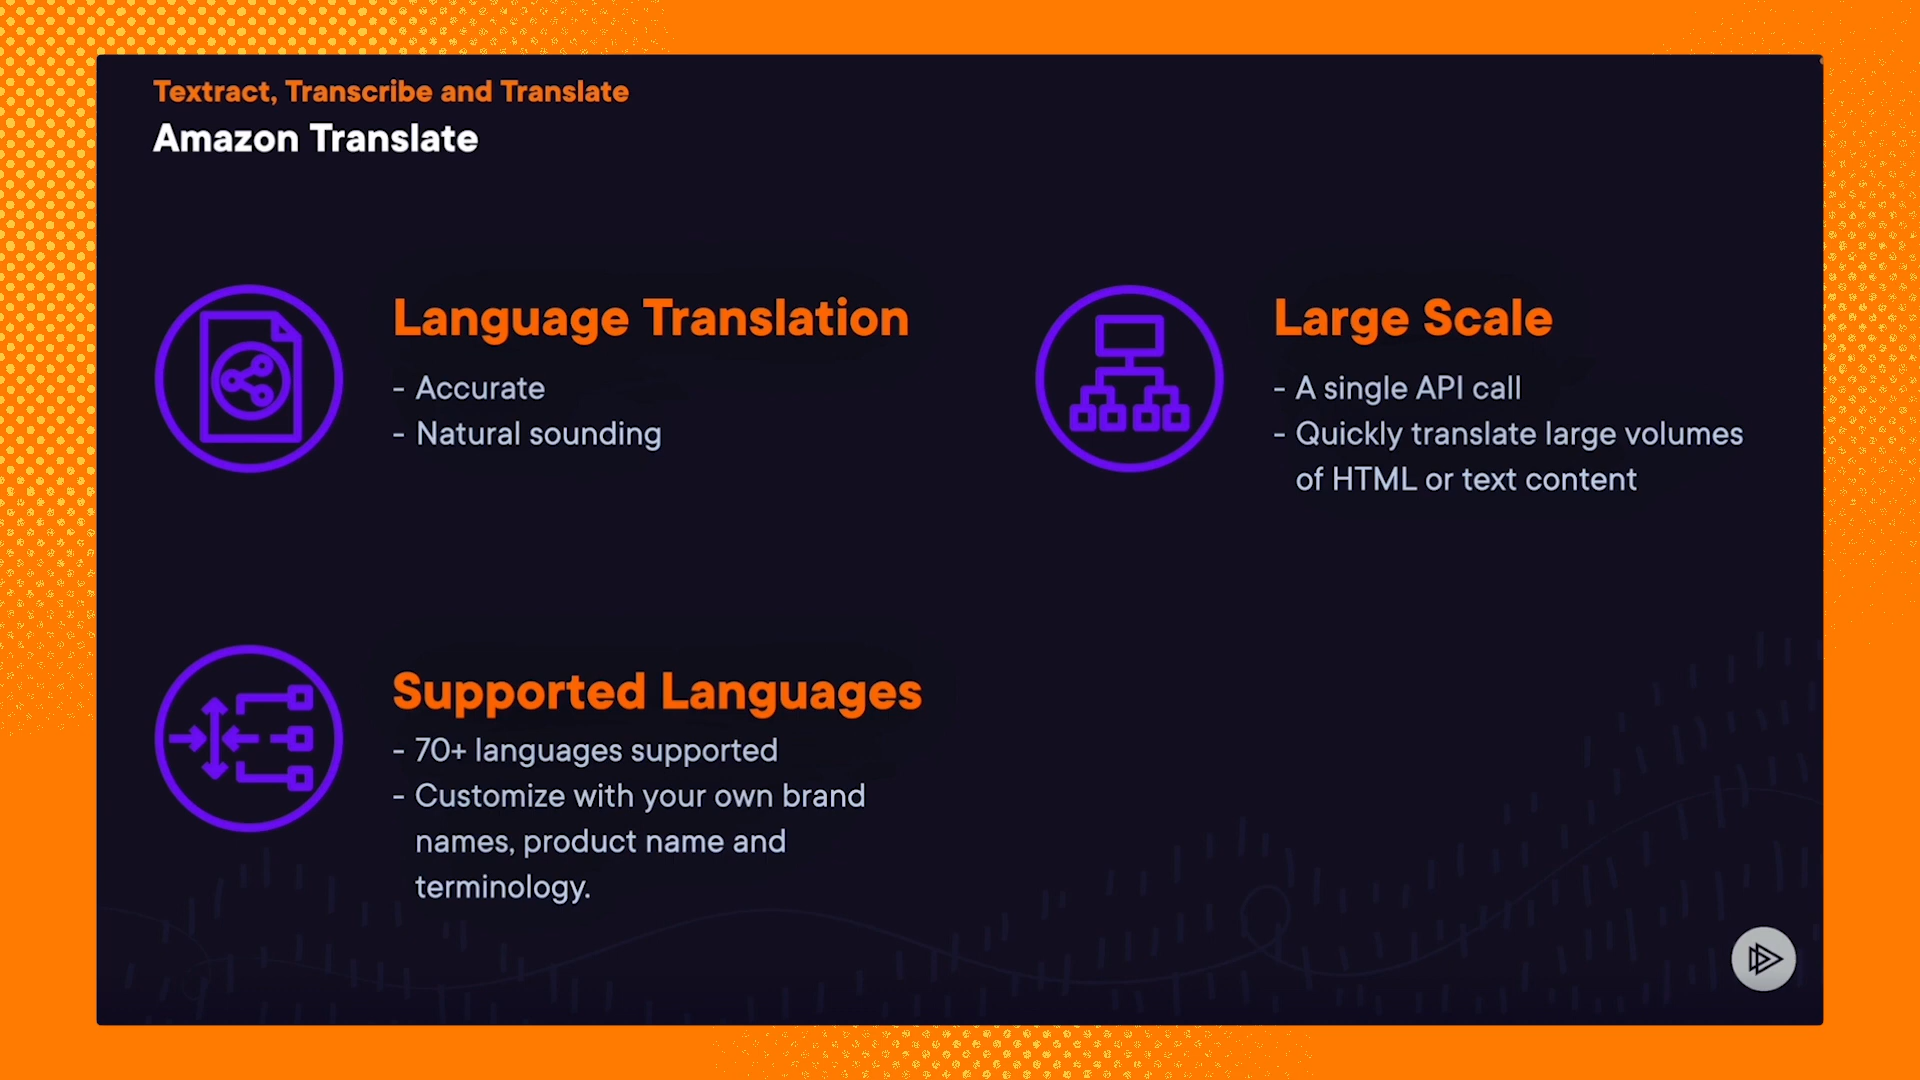 Textract, Transcribe and Translate
Amazon Translate
Language Translation
- Accurate
- Natural sounding
Large Scale
- A single API call
- Quickly translate large volumes
of HTML or text content
Supported Languages
- 70+ languages supported
- Customize with your own brand
names, product name and
terminology.